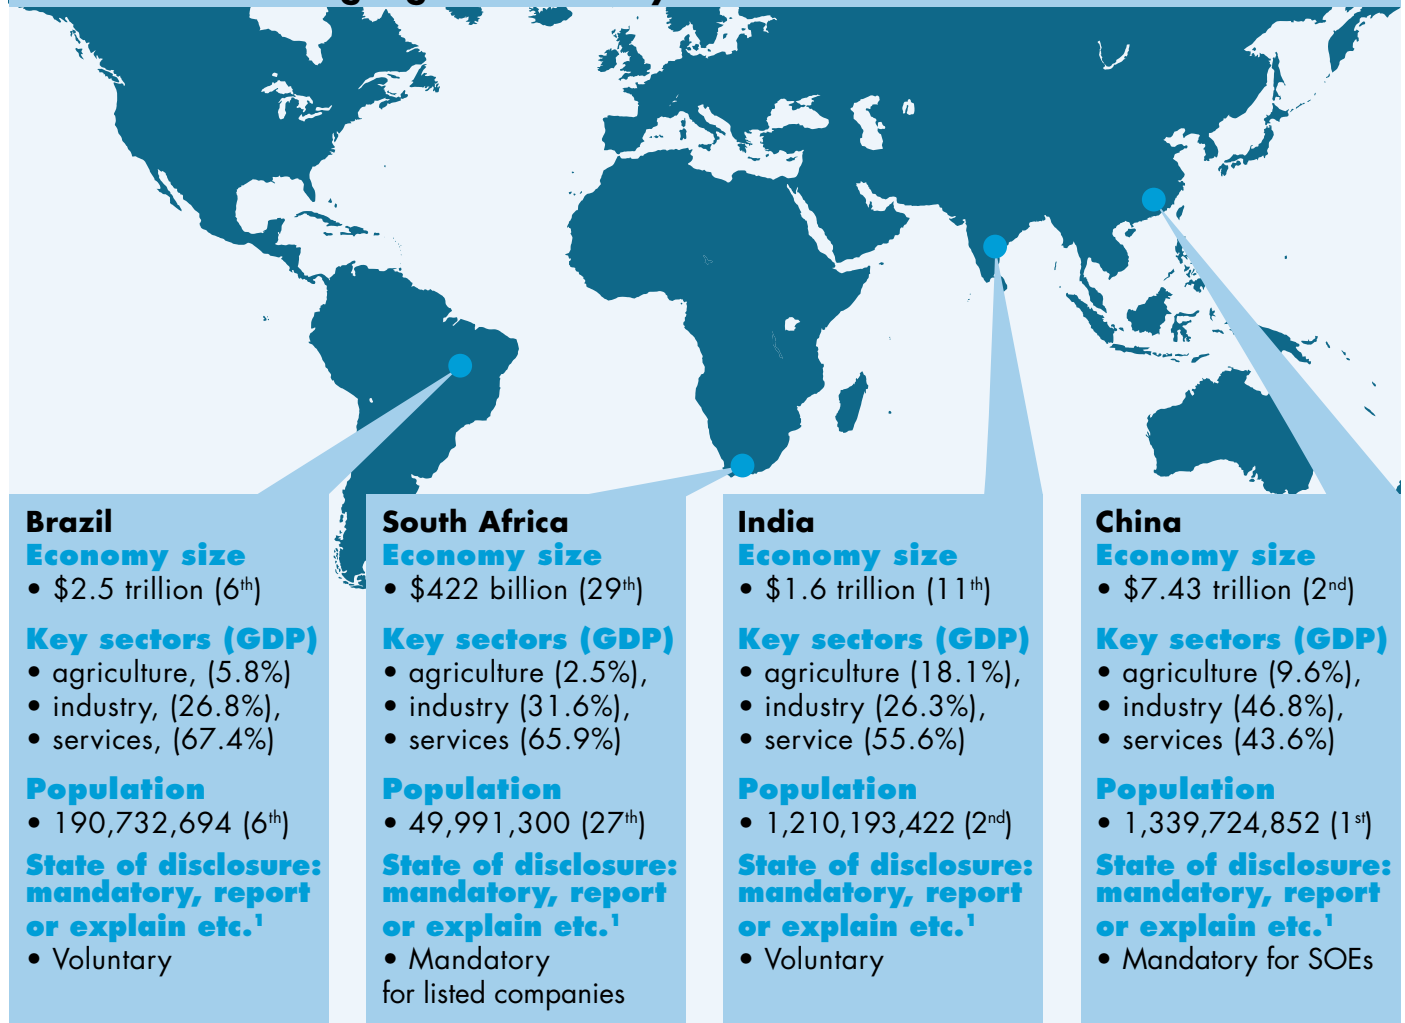 Brazil
Economy size
• $2.5 trillion (6th)
Key sectors (GDP)
• agriculture, (5.8%)
• industry, (26.8%),
• services, (67.4%)
Population
• 190,732,694 (6th)
State of disclosure:
mandatory, report
or explain etc.1
• Voluntary
South Africa
Economy size
• $422 billion (29th)
Key sectors (GDP)
• agriculture (2.5%),
• industry (31.6%),
• services (65.9%)
Population
• 49,991,300 (27th)
State of disclosure:
mandatory, report
or explain etc.1
• Mandatory
for listed companies
India
Economy size
• $1.6 trillion (11th)
Key sectors (GDP)
• agriculture (18.1%),
• industry (26.3%),
• service (55.6%)
Population
• 1,210,193,422 (2nd)
State of disclosure:
mandatory, report
or explain etc.1
• Voluntary
China
Economy size
• $7.43 trillion (2nd)
Key sectors (GDP)
• agriculture (9.6%),
• industry (46.8%),
• services (43.6%)
Population
• 1,339,724,852 (1st)
State of disclosure:
mandatory, report
or explain etc.1
• Mandatory for SOEs